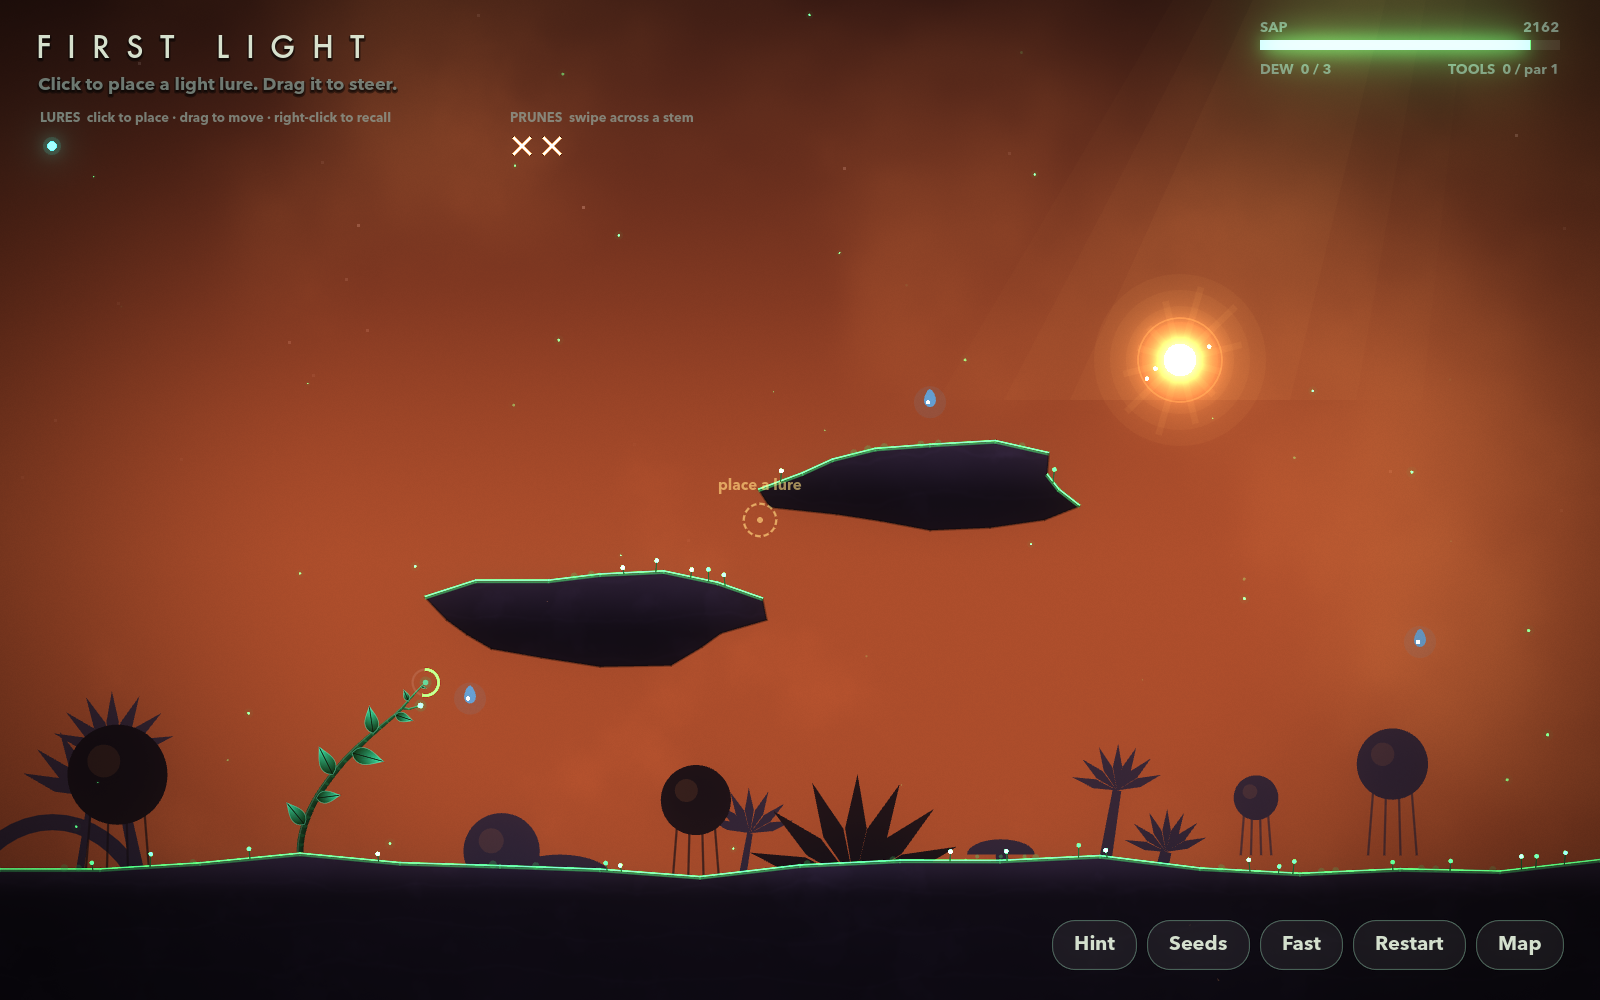 FIRST LIGHT
Click to place a light lure. Drag it to steer.
LURES click to place · drag to move · right-click to recall
PRUNES swipe across a stem
SAP 2162
DEW 0 / 3 TOOLS 0 / par 1
place a lure
Hint Seeds Fast Restart Map